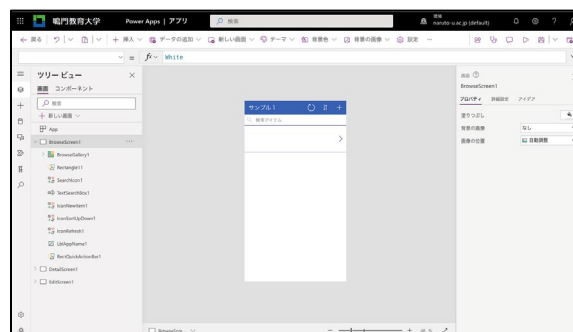 鳴門教育大学 Power Apps | アプリ 検索 環境
naruto-u.ac.jp (default)
戻る 挿入 データの追加 新しい画面 テーマ 背景色 背景の画像 設定
= fx White
ツリー ビュー
画面 コンポーネント
検索
新しい画面
App
BrowseScreen1
BrowseGallery1
Rectangle11
SearchIcon1
TextSearchBox1
IconNewItem1
IconSortUpDown1
IconRefresh1
LblAppName1
RectQuickActionBar1
DetailScreen1
EditScreen1
サンプル 1
検索アイテム
画面
BrowseScreen1
プロパティ 詳細設定 アイデア
塗りつぶし
背景の画像 なし
画像の位置 自動調整